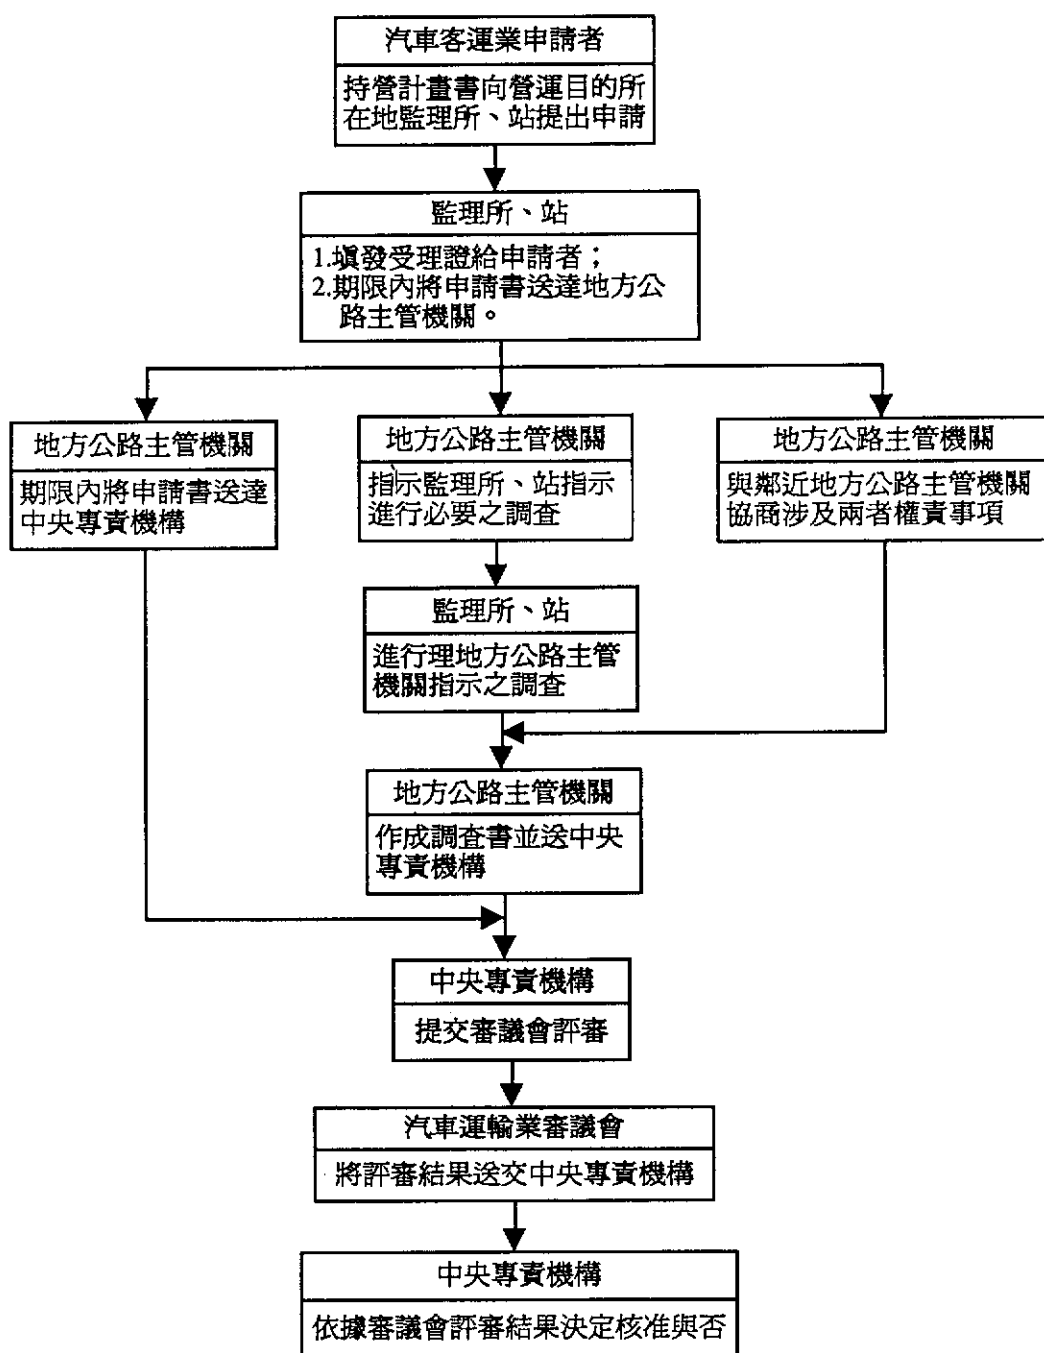 汽車客運業申請者
持營計畫書向營運目的所
在地監理所、站提出申請
監理所、站
1.填發受理證給申請者；
2.期限內將申請書送達地方公
路主管機關。
地方公路主管機關
期限內將申請書送達
中央專責機構
地方公路主管機關
指示監理所、站指示
進行必要之調查
地方公路主管機關
與鄰近地方公路主管機關
協商涉及兩者權責事項
監理所、站
進行理地方公路主管
機關指示之調查
地方公路主管機關
作成調查書並送中央
專責機構
中央專責機構
提交審議會評審
汽車運輸業審議會
將評審結果送交中央專責機構
中央專責機構
依據審議會評審結果決定核准與否